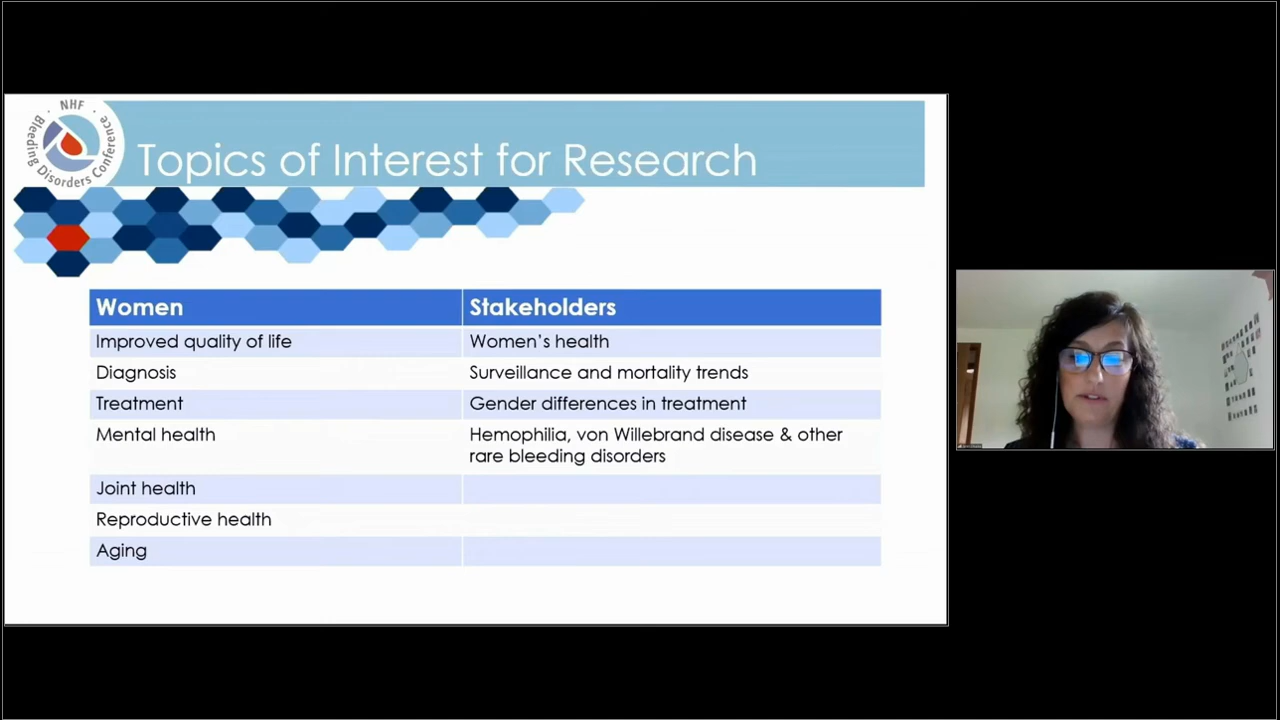 · NHF ·
Bleeding Disorders Conference
Topics of Interest for Research
Women
Stakeholders
Improved quality of life
Women’s health
Diagnosis
Surveillance and mortality trends
Treatment
Gender differences in treatment
Mental health
Hemophilia, von Willebrand disease & other
rare bleeding disorders
Joint health
Reproductive health
Aging